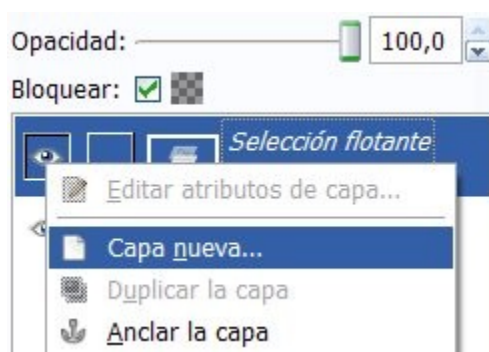 Opacidad: 100,0
Bloquear:
Selección flotante
Editar atributos de capa...
Capa nueva...
Duplicar la capa
Anclar la capa